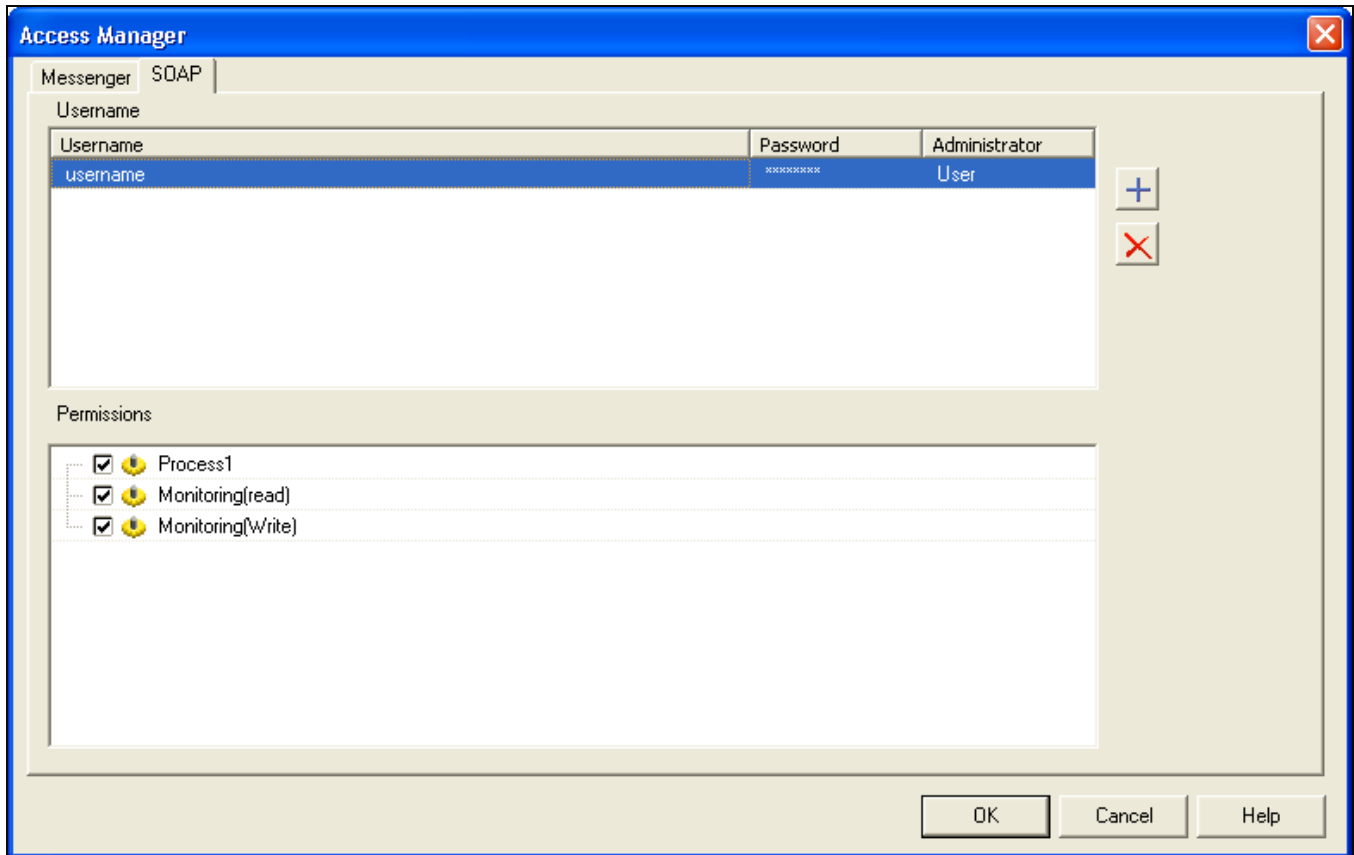 Access Manager
Messenger SOAP
Username
Username Password Administrator
username ******** User
Permissions
Process1
Monitoring(read)
Monitoring(Write)
OK Cancel Help